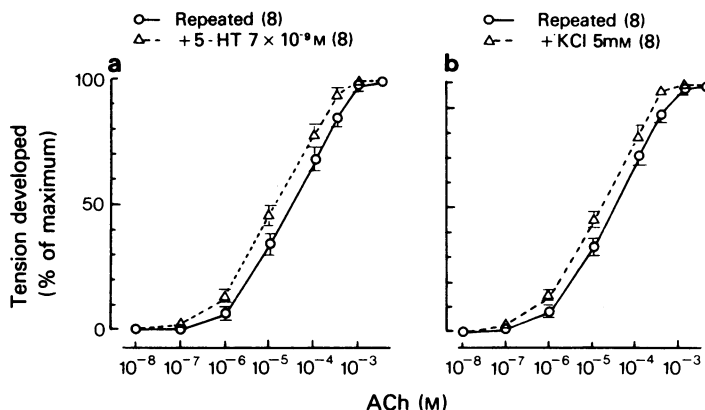 Repeated (8)
+5-HT 7 × 10⁻⁹ M (8)
Repeated (8)
+KCl 5mM (8)
a
b
100
50
0
Tension developed
(% of maximum)
10⁻⁸ 10⁻⁷ 10⁻⁶ 10⁻⁵ 10⁻⁴ 10⁻³
10⁻⁸ 10⁻⁷ 10⁻⁶ 10⁻⁵ 10⁻⁴ 10⁻³
ACh (M)